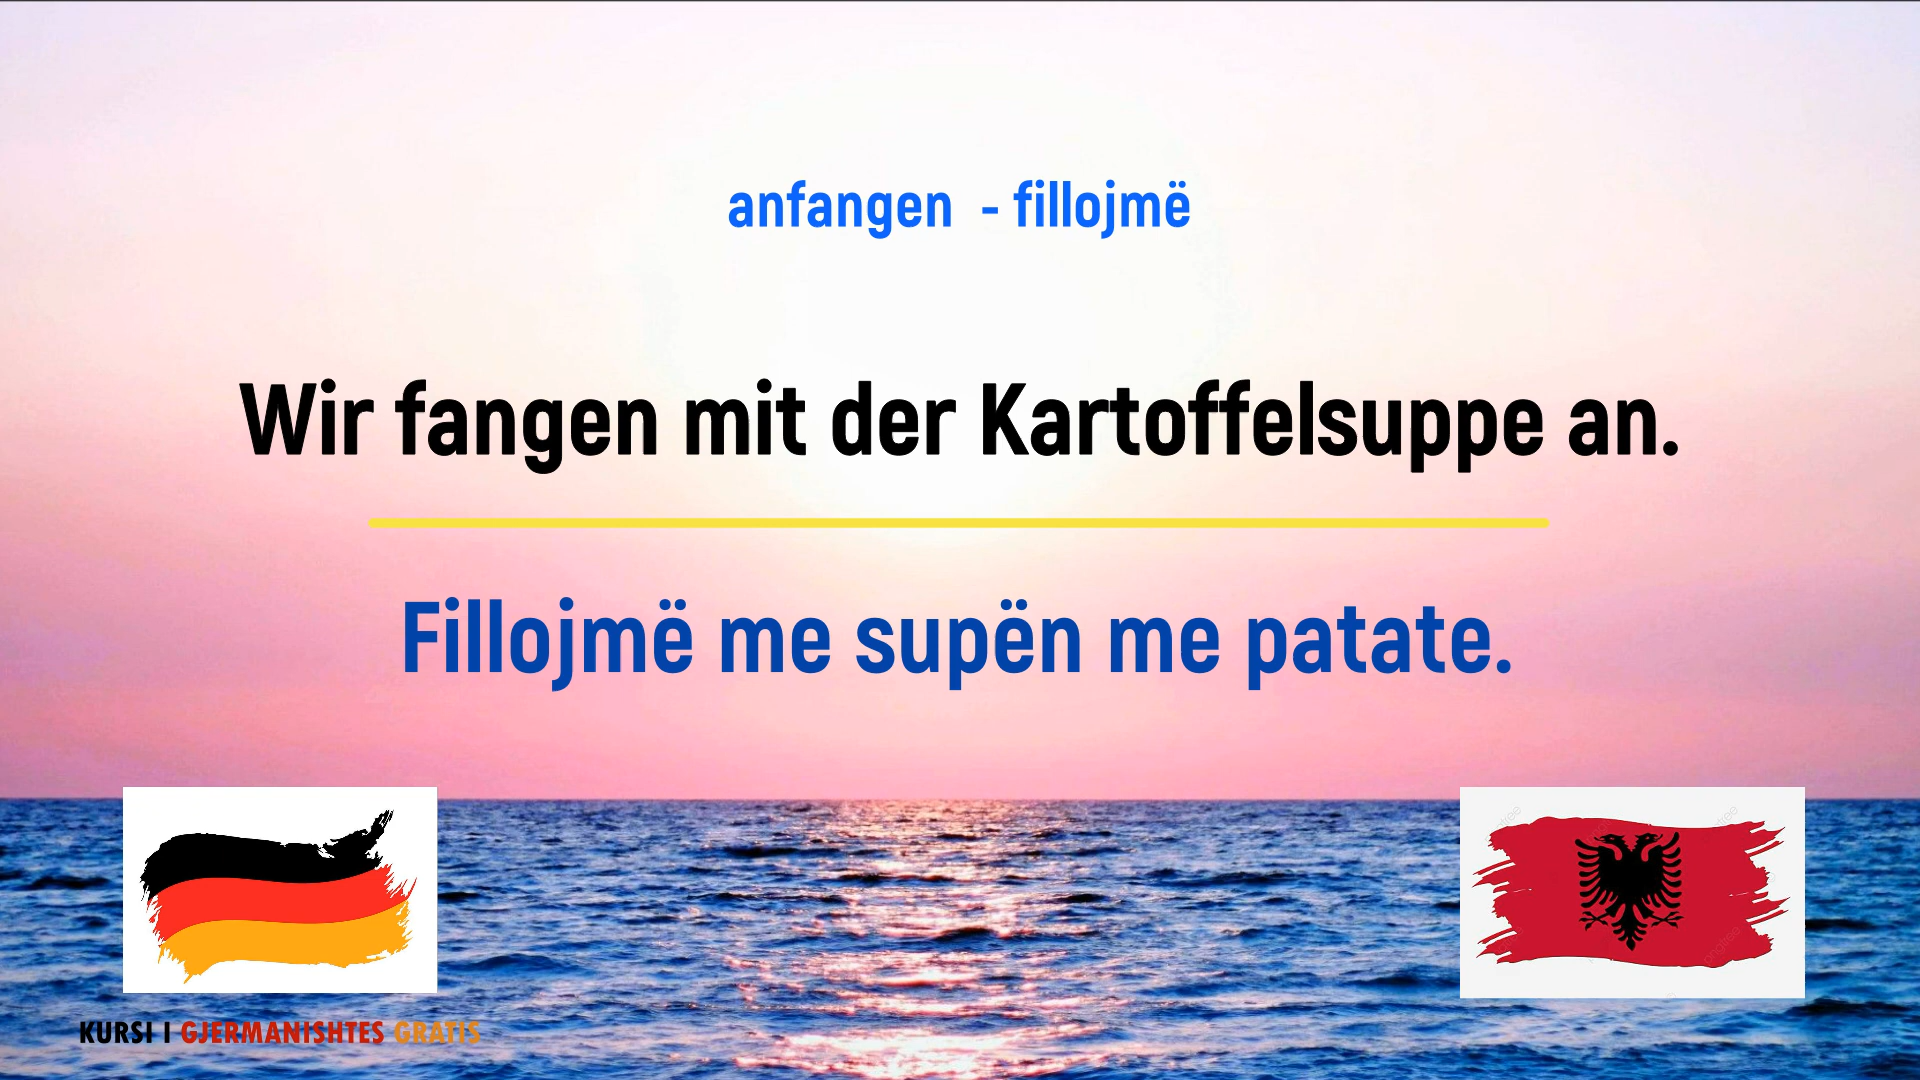 anfangen - fillojmë
Wir fangen mit der Kartoffelsuppe an.
Fillojmë me supën me patate.
KURSI I GJERMANISHTES GRATIS